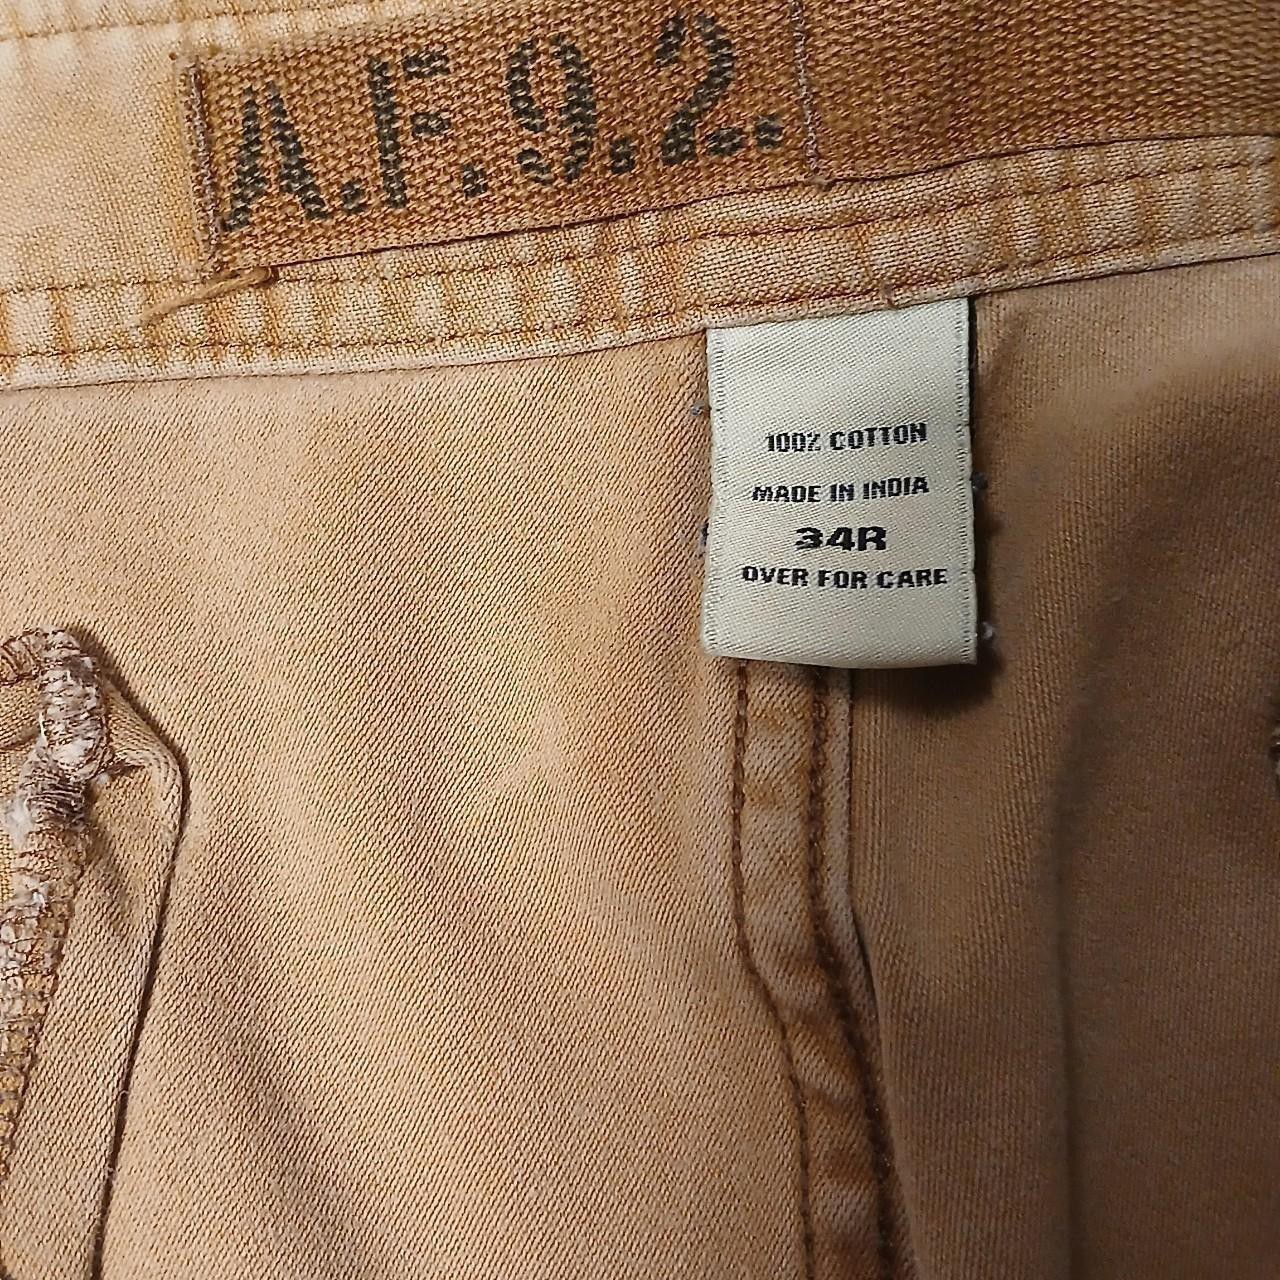 A.F.9.2.
100% COTTON
MADE IN INDIA
34R
OVER FOR CARE